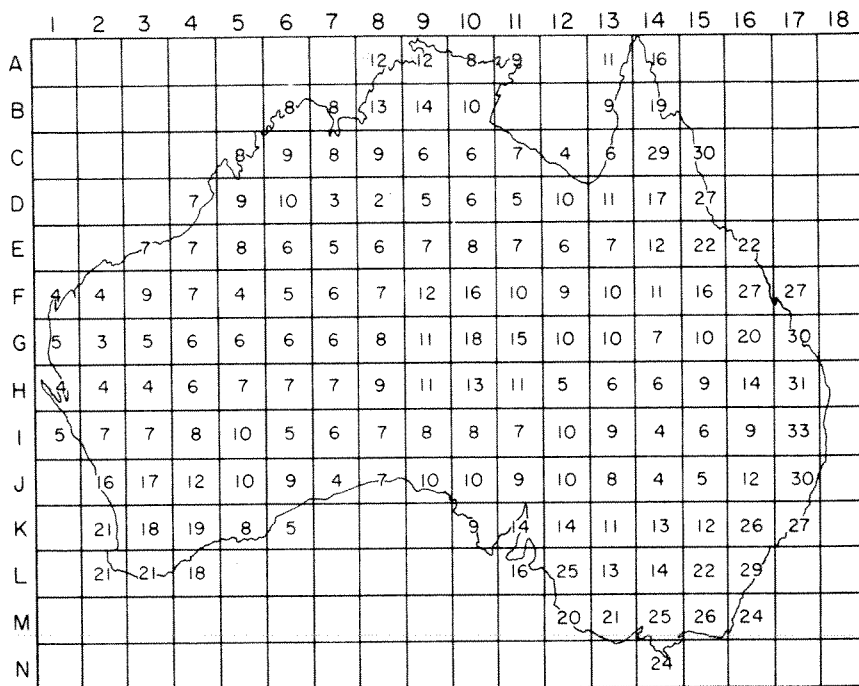 1 2 3 4 5 6 7 8 9 10 11 12 13 14 15 16 17 18
A 12 12 8 9 11 16
B 8 8 13 14 10 9 19
C 8 9 8 9 6 6 7 4 6 29 30
D 7 9 10 3 2 5 6 5 10 11 17 27
E 7 7 8 6 5 6 7 8 7 6 7 12 22 22
F 4 4 9 7 4 5 6 7 12 16 10 9 10 11 16 27 27
G 5 3 5 6 6 6 6 8 11 18 15 10 10 7 10 20 30
H 4 4 4 6 7 7 7 9 11 13 11 5 6 6 9 14 31
I 5 7 7 8 10 5 6 7 8 8 7 10 9 4 6 9 33
J 16 17 12 10 9 4 7 10 10 9 10 8 4 5 12 30
K 21 18 19 8 5 9 14 14 11 13 12 26 27
L 21 21 18 16 25 13 14 22 29
M 20 21 25 26 24
N 24